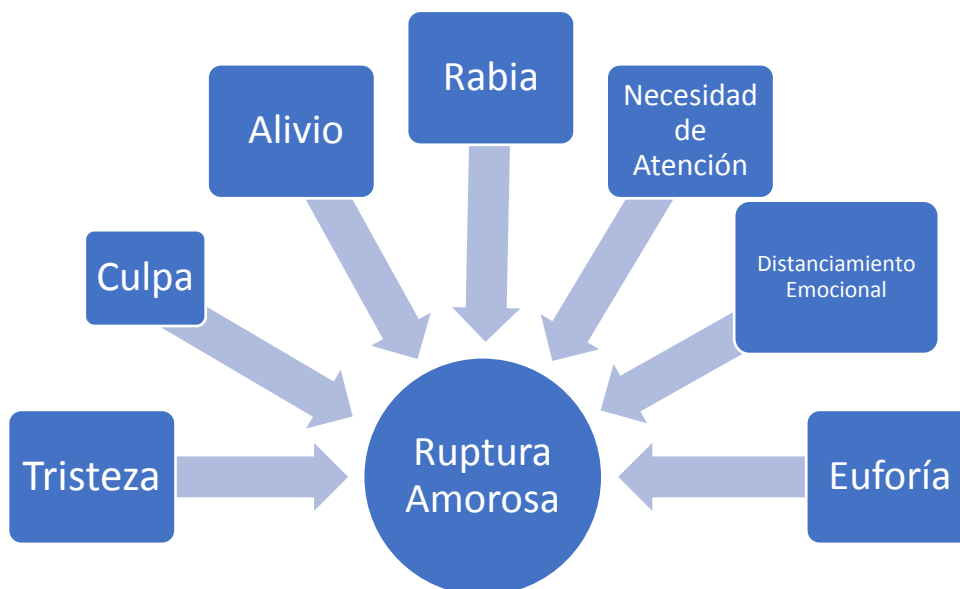 Rabia
Alivio
Necesidad
de
Atención
Culpa
Distanciamiento
Emocional
Tristeza
Ruptura
Amorosa
Euforía